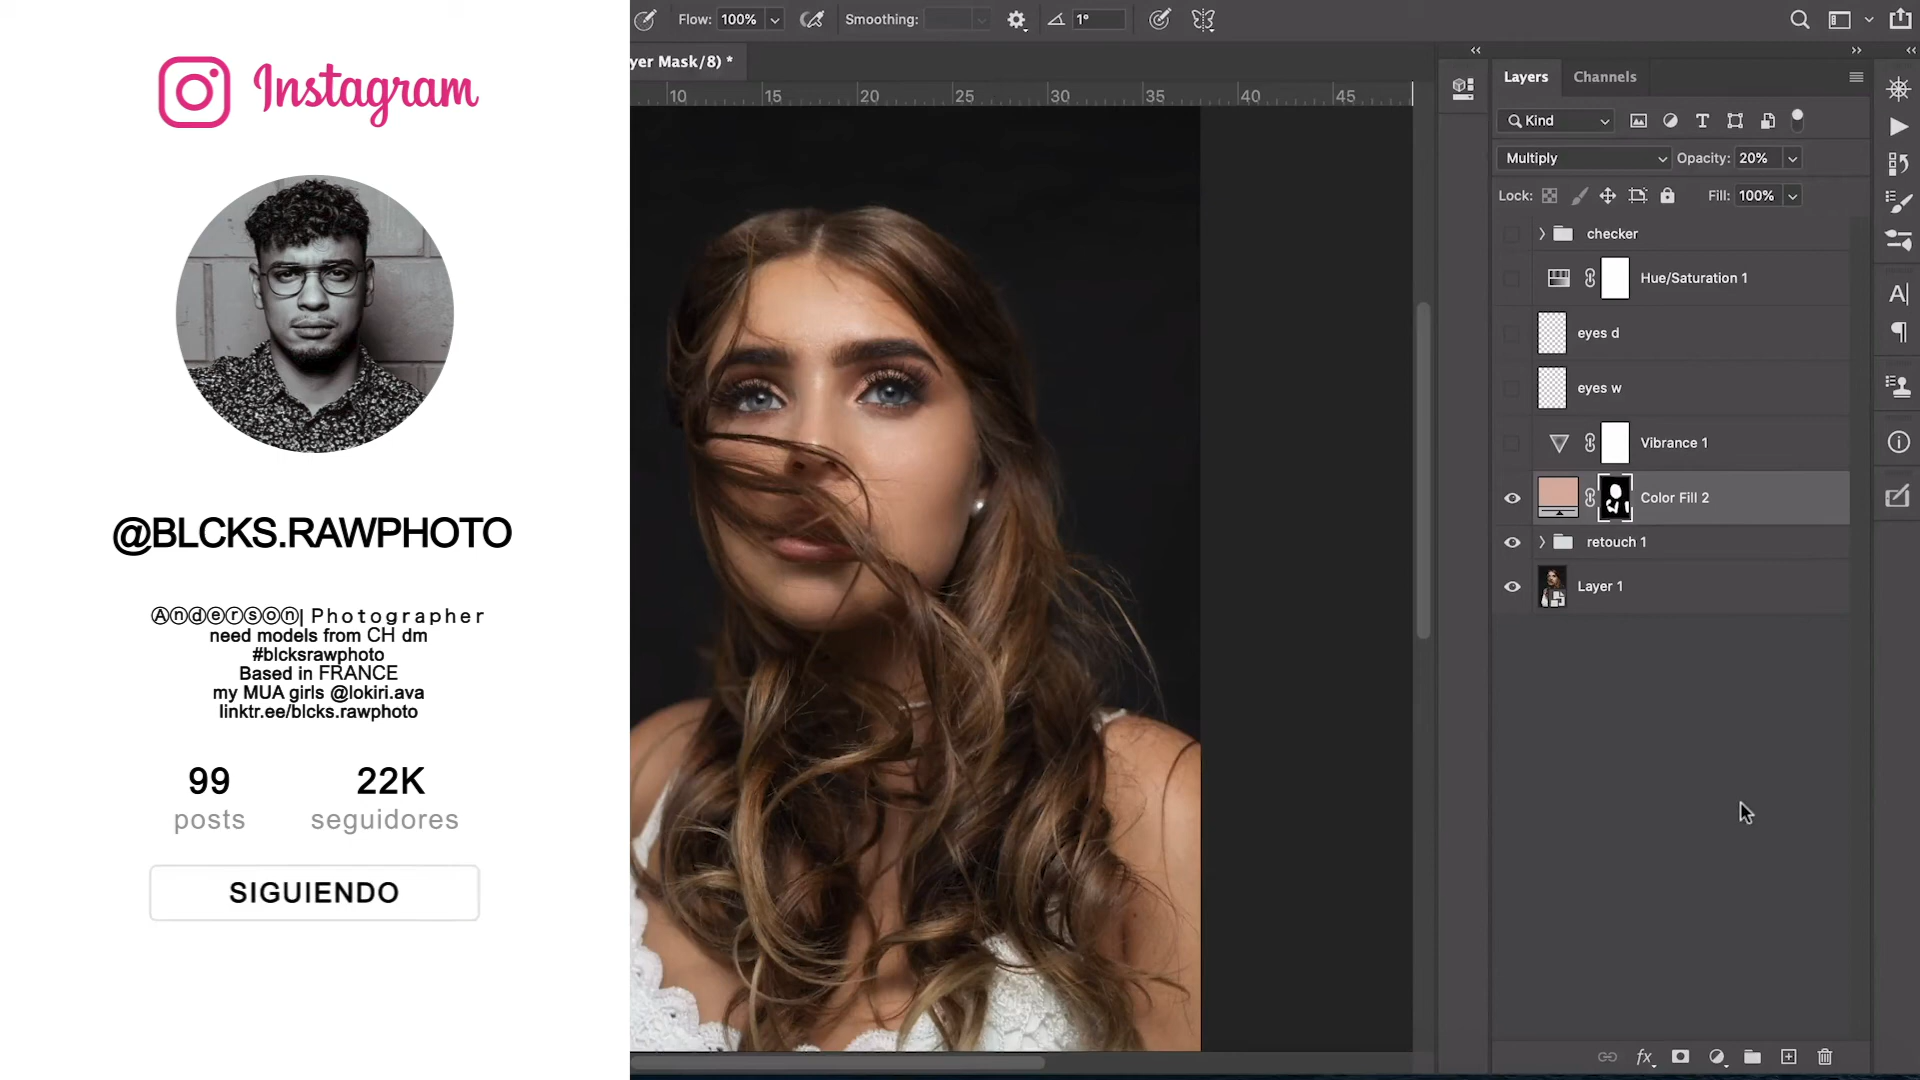 Instagram
@BLCKS.RAWPHOTO
Ⓐⓝⓓⓔⓡⓢⓞⓝ| Photographer
need models from CH dm
#blcksrawphoto
Based in FRANCE
my MUA girls @lokiri.ava
linktr.ee/blcks.rawphoto
99 22K
posts seguidores
SIGUIENDO
Flow: 100% Smoothing: 1°
yer Mask/8) *
10 15 20 25 30 35 40 45
Layers Channels
Kind
Multiply Opacity: 20%
Lock: Fill: 100%
checker
Hue/Saturation 1
eyes d
eyes w
Vibrance 1
Color Fill 2
retouch 1
Layer 1
fx